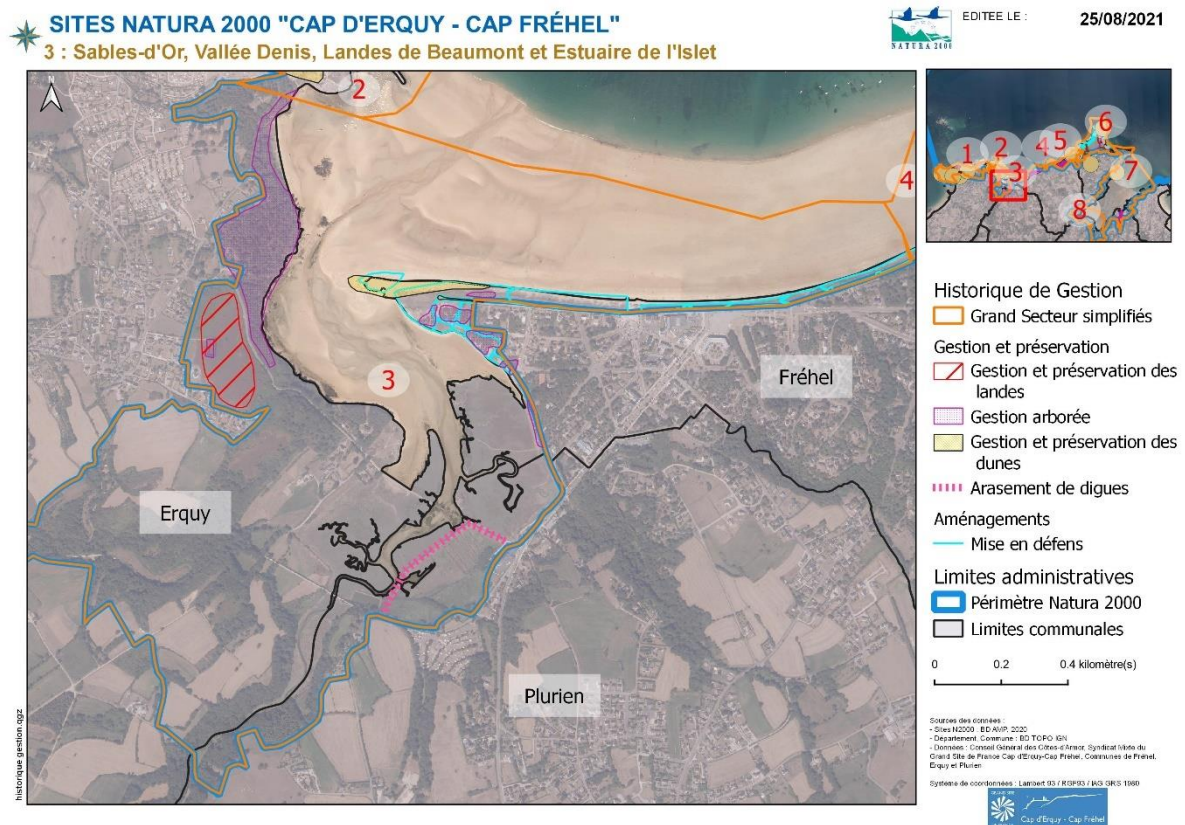 SITES NATURA 2000 "CAP D'ERQUY - CAP FRÉHEL"
3 : Sables-d'Or, Vallée Denis, Landes de Beaumont et Estuaire de l'Islet
NATURA 2000
EDITEE LE :
25/08/2021
N
2
4
3
Fréhel
Erquy
Plurien
historique gestion.qgz
1
2
3
4
5
6
7
8
Historique de Gestion
Grand Secteur simplifiés
Gestion et préservation
Gestion et préservation des
landes
Gestion arborée
Gestion et préservation des
dunes
Arasement de digues
Aménagements
Mise en défens
Limites administratives
Périmètre Natura 2000
Limites communales
0
0.2
0.4 kilomètre(s)
Sources des données :
- Sites N2000 : BD AMP, 2020
- Département, Commune : BD TOPO IGN
- Données : Conseil Général des Côtes-d'Armor, Syndicat Mixte du
Grand Site de France Cap d'Erquy-Cap Fréhel, Communes de Fréhel,
Erquy et Plurien
Système de coordonnées : Lambert 93 / RGF93 / IAG GRS 1980
Cap d'Erquy - Cap Fréhel